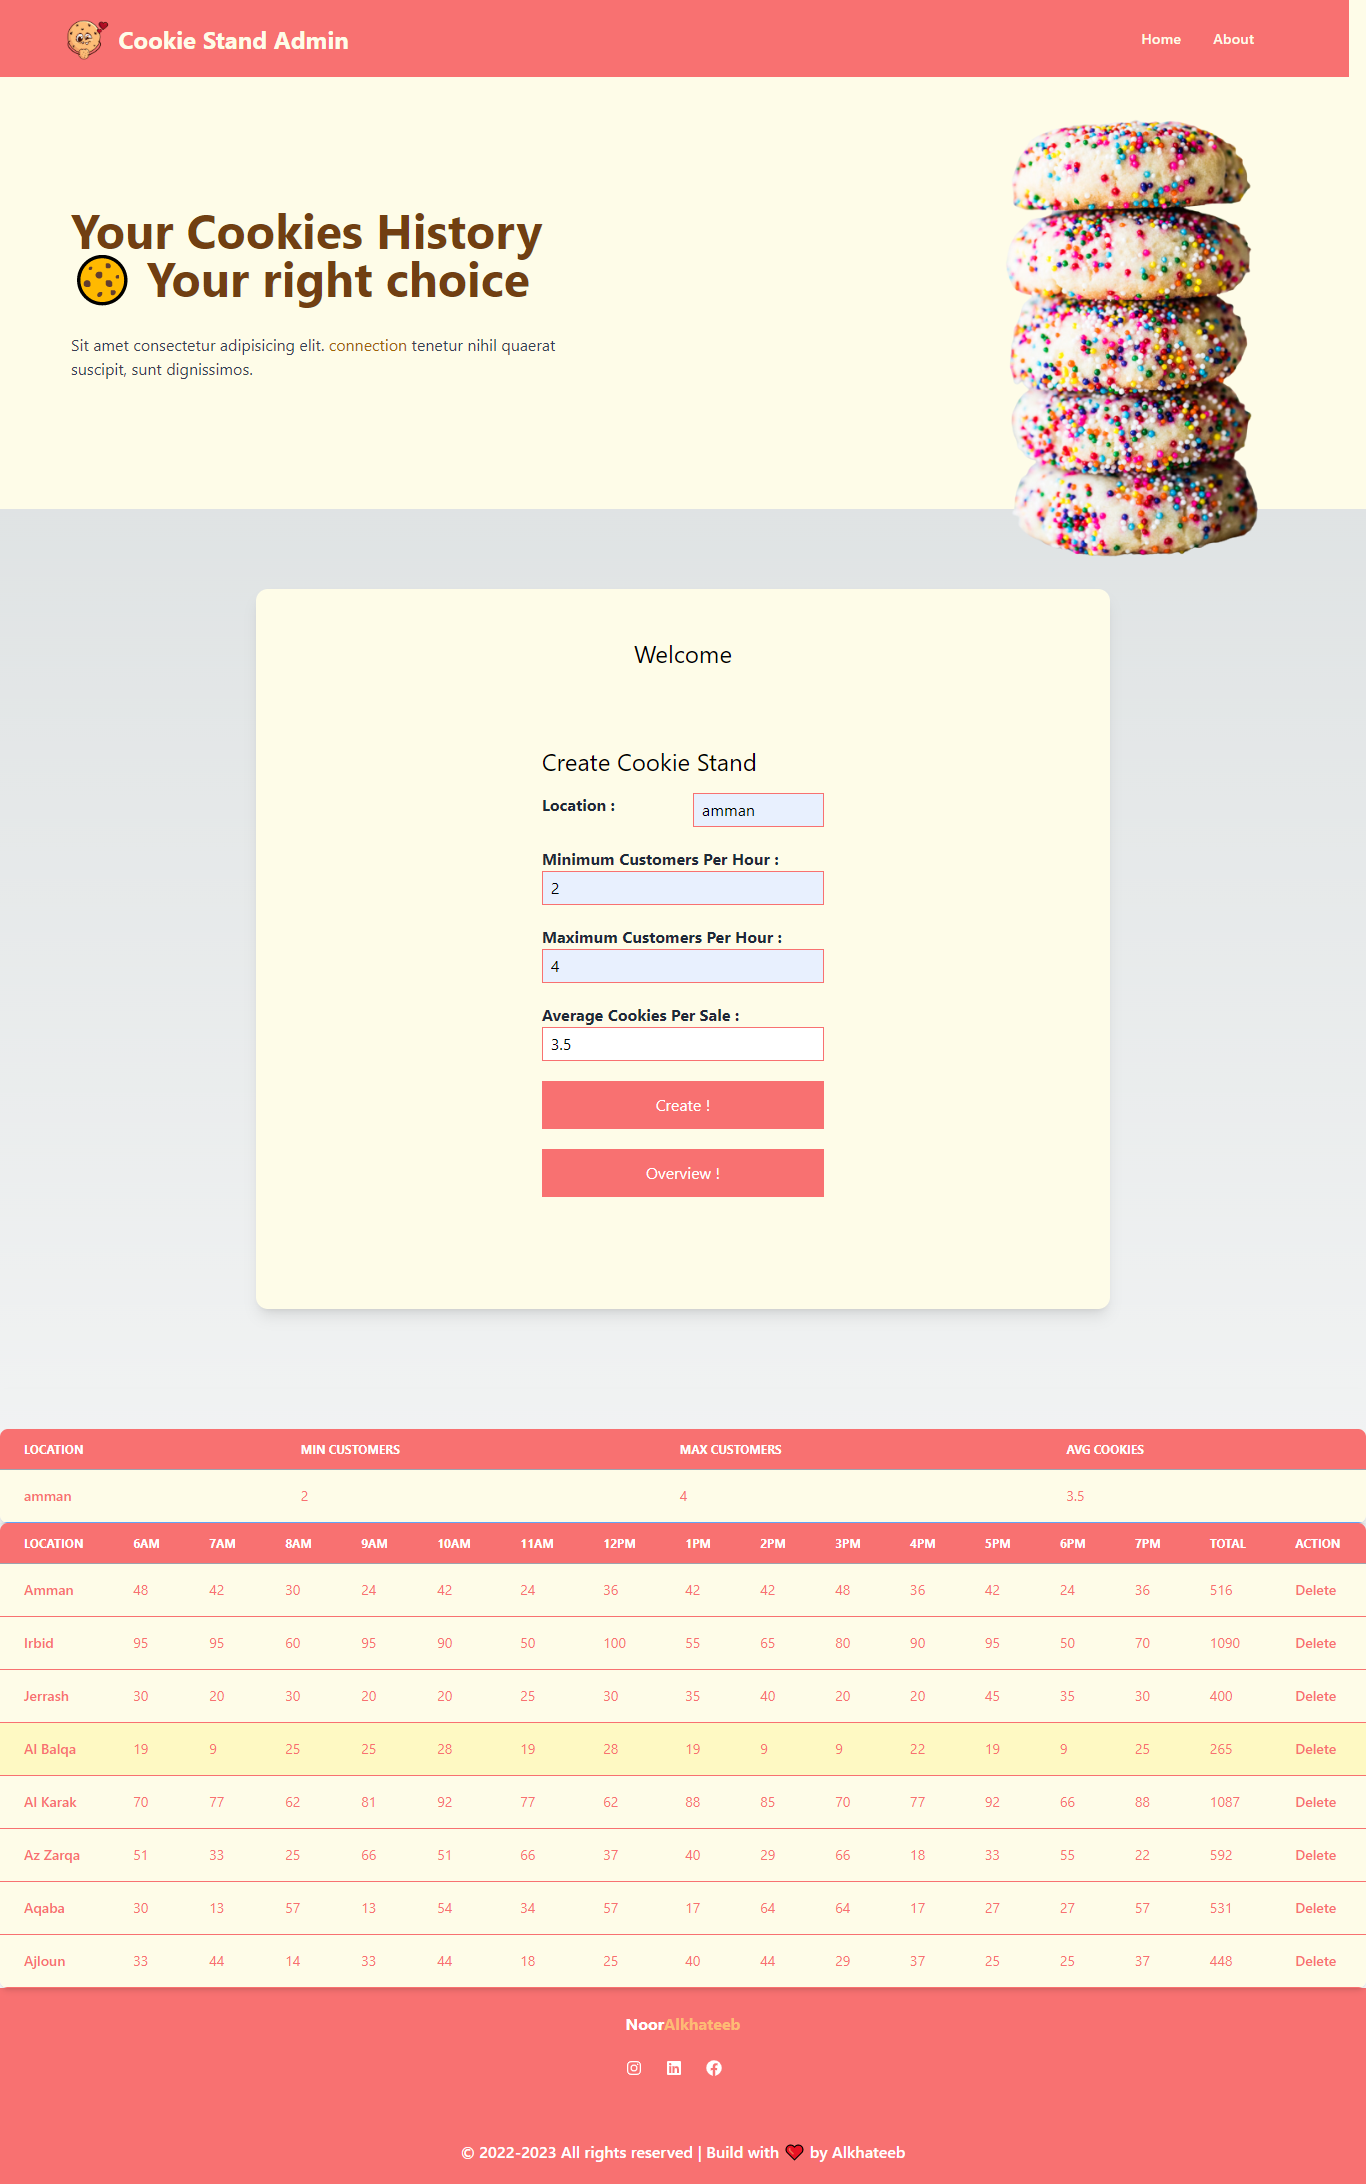 Cookie Stand Admin
Home About
Your Cookies History
Your right choice
Sit amet consectetur adipisicing elit. connection tenetur nihil quaerat
suscipit, sunt dignissimos.
Welcome
Create Cookie Stand
Location : amman
Minimum Customers Per Hour :
2
Maximum Customers Per Hour :
4
Average Cookies Per Sale :
3.5
Create !
Overview !
LOCATION MIN CUSTOMERS MAX CUSTOMERS AVG COOKIES
amman 2 4 3.5
LOCATION 6AM 7AM 8AM 9AM 10AM 11AM 12PM 1PM 2PM 3PM 4PM 5PM 6PM 7PM TOTAL ACTION
Amman 48 42 30 24 42 24 36 42 42 48 36 42 24 36 516 Delete
Irbid 95 95 60 95 90 50 100 55 65 80 90 95 50 70 1090 Delete
Jerrash 30 20 30 20 20 25 30 35 40 20 20 45 35 30 400 Delete
Al Balqa 19 9 25 25 28 19 28 19 9 9 22 19 9 25 265 Delete
Al Karak 70 77 62 81 92 77 62 88 85 70 77 92 66 88 1087 Delete
Az Zarqa 51 33 25 66 51 66 37 40 29 66 18 33 55 22 592 Delete
Aqaba 30 13 57 13 54 34 57 17 64 64 17 27 27 57 531 Delete
Ajloun 33 44 14 33 44 18 25 40 44 29 37 25 25 37 448 Delete
NoorAlkhateeb
© 2022-2023 All rights reserved | Build with ❤ by Alkhateeb